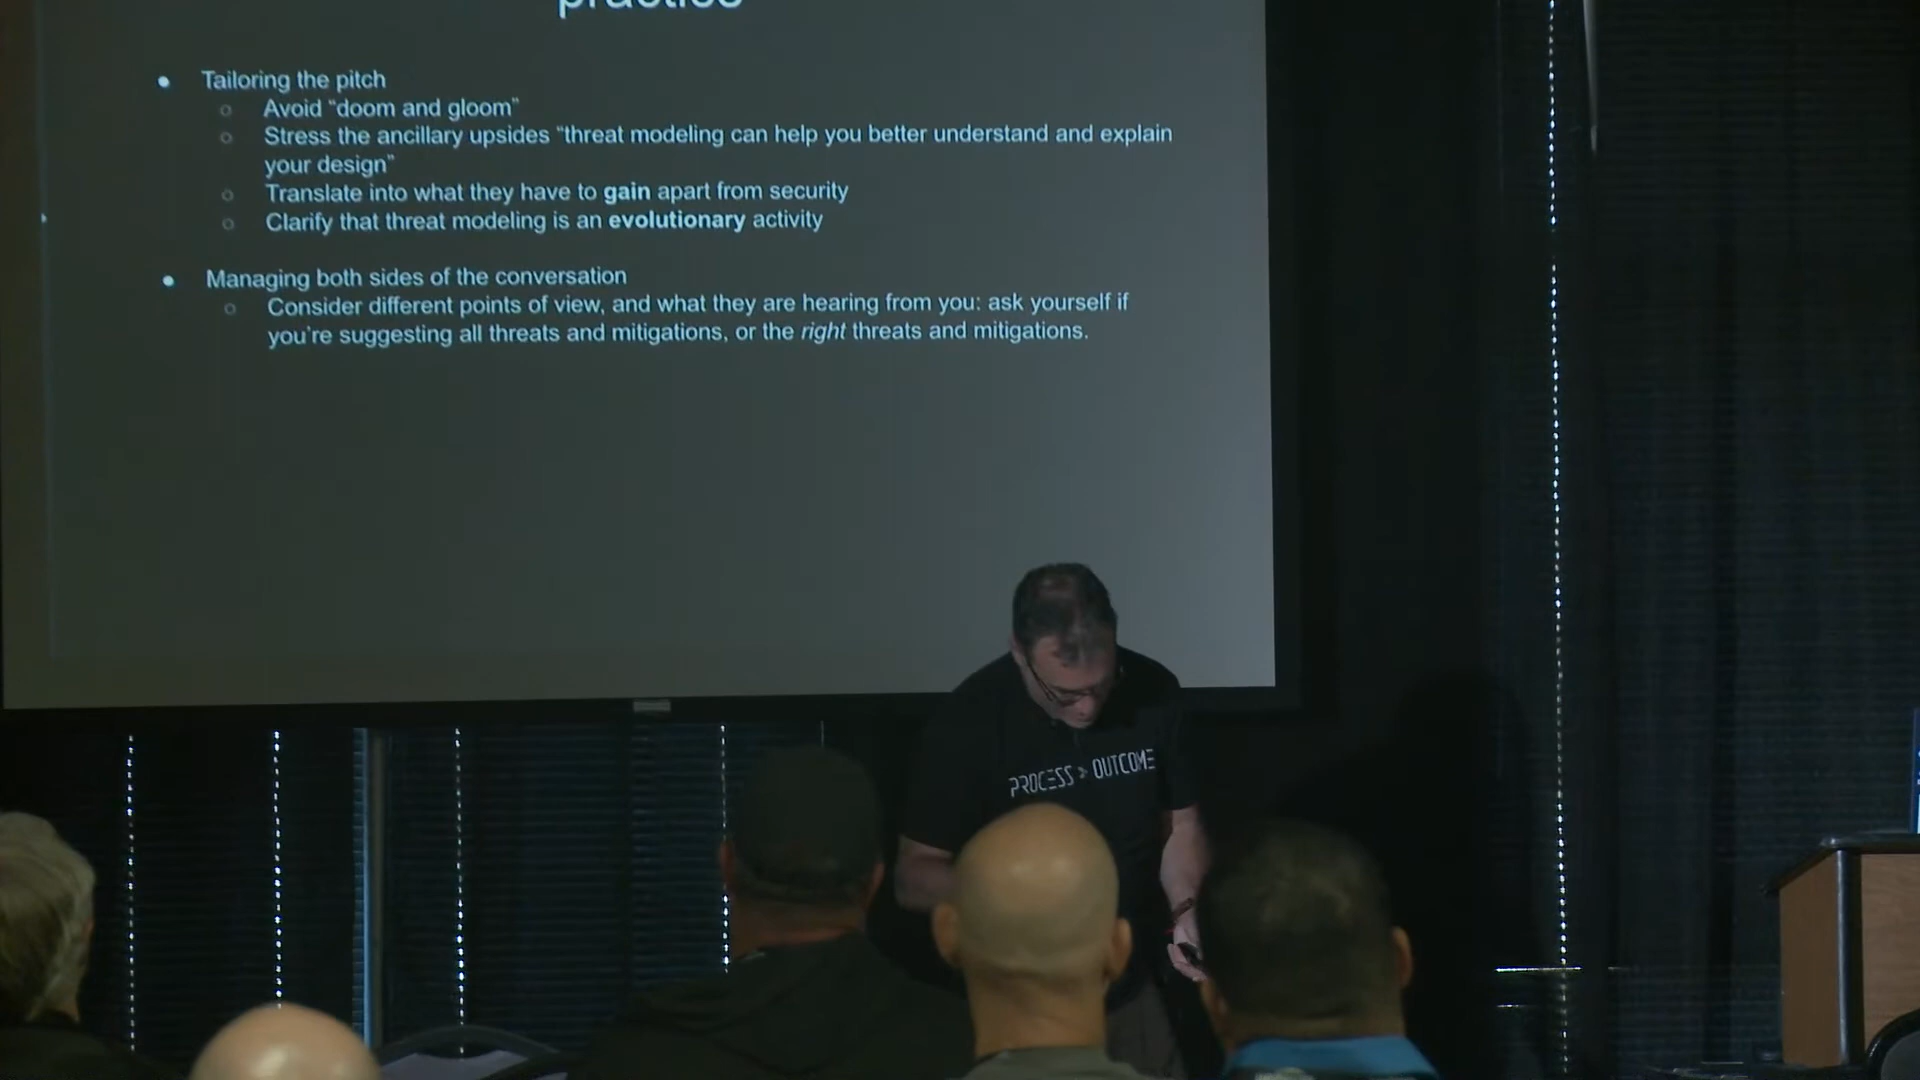 practice
● Tailoring the pitch
○ Avoid “doom and gloom”
○ Stress the ancillary upsides “threat modeling can help you better understand and explain
your design”
○ Translate into what they have to gain apart from security
○ Clarify that threat modeling is an evolutionary activity
● Managing both sides of the conversation
○ Consider different points of view, and what they are hearing from you: ask yourself if
you’re suggesting all threats and mitigations, or the right threats and mitigations.
PROCESS > OUTCOME